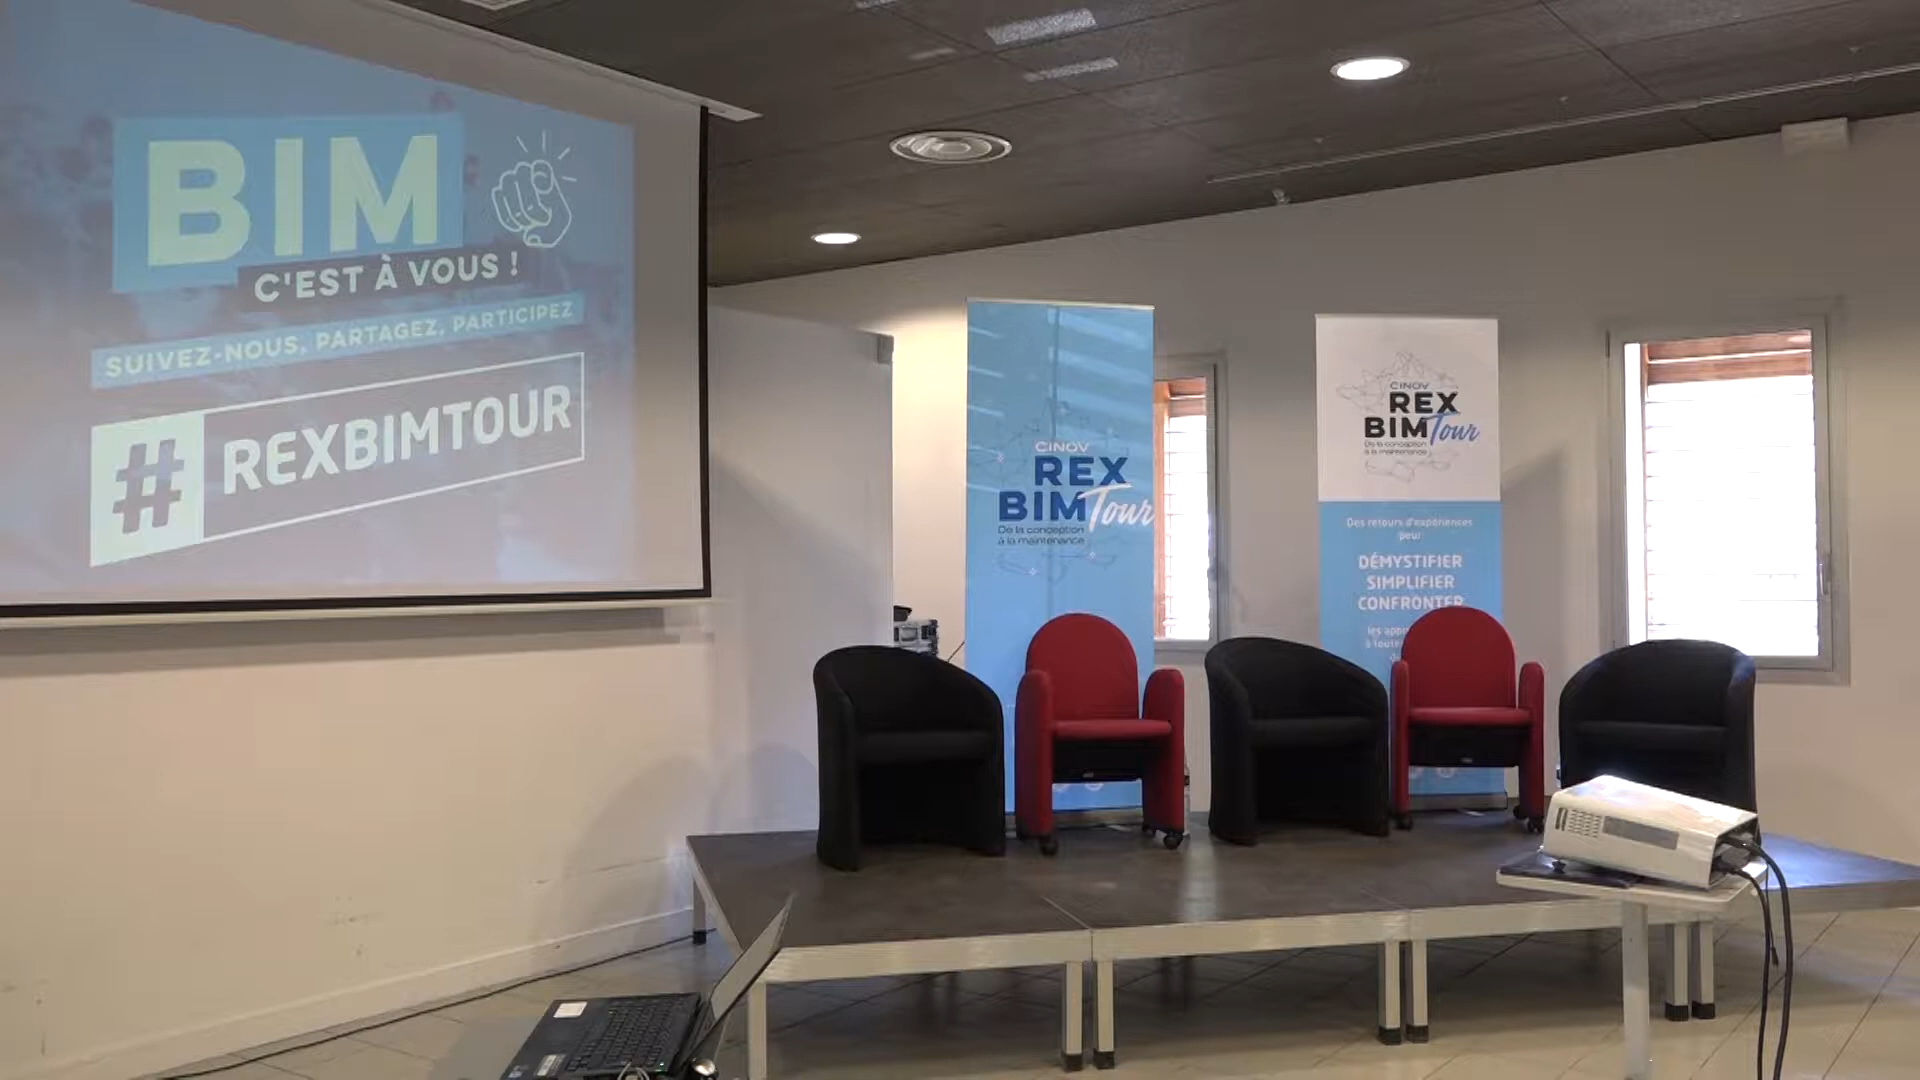 BIM
C'EST À VOUS !
SUIVEZ-NOUS, PARTAGEZ, PARTICIPEZ
# REXBIMTOUR
CINOV
REX
BIM Tour
De la conception
à la maintenance
CINOV
REX
BIM Tour
De la conception
à la maintenance
Des retours d'expériences
pour
DÉMYSTIFIER
SIMPLIFIER
CONFRONTER
les
à